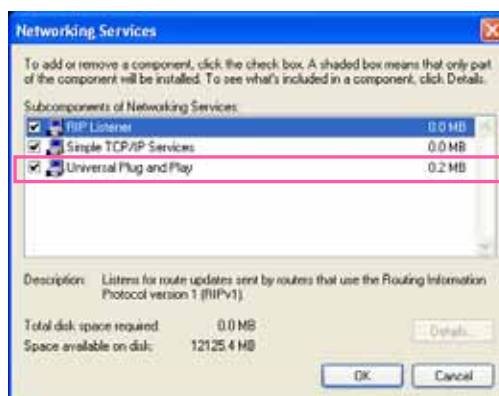 Networking Services
To add or remove a component, click the check box. A shaded box means that only part
of the component will be installed. To see what's included in a component, click Details.
Subcomponents of Networking Services:
RIP Listener 0.0 MB
Simple TCP/IP Services 0.0 MB
Universal Plug and Play 0.2 MB
Description: Listens for route updates sent by routers that use the Routing Information
Protocol version 1 (RIPv1).
Total disk space required: 0.0 MB
Space available on disk: 12125.4 MB
Details...
OK Cancel